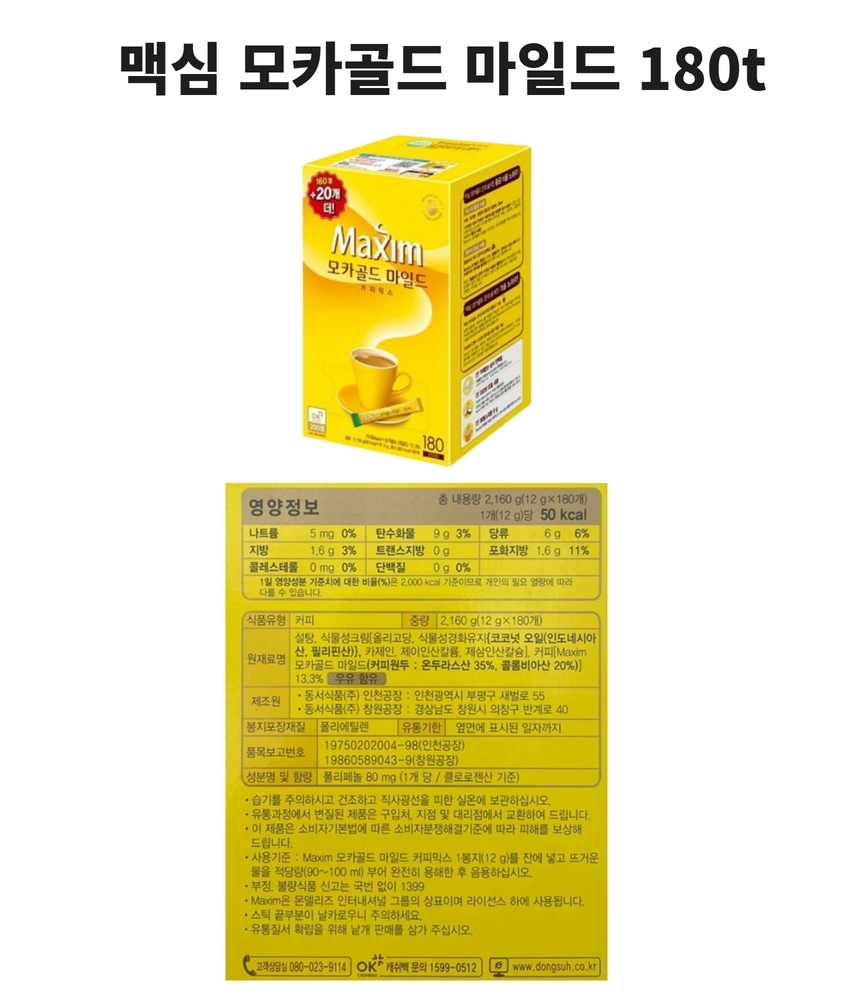 맥심 모카골드 마일드 180t
160개
+20개
더!
Maxim
모카골드 마일드
커피믹스
180
영양정보
총 내용량 2,160 g(12 g×180개)
1개(12 g)당 50 kcal
나트륨 5 mg 0% 탄수화물 9 g 3% 당류 6 g 6%
지방 1.6 g 3% 트랜스지방 0 g 포화지방 1.6 g 11%
콜레스테롤 0 mg 0% 단백질 0 g 0%
1일 영양성분 기준치에 대한 비율(%)은 2,000 kcal 기준이므로 개인의 필요 열량에 따라
다를 수 있습니다.
식품유형 커피 중량 2,160 g(12 g×180개)
원재료명 설탕, 식물성크림[올리고당, 식물성경화유{코코넛 오일(인도네시아
산, 필리핀산)}, 카제인, 제이인산칼륨, 제삼인산칼슘], 커피[Maxim
모카골드 마일드(커피원두 : 온두라스산 35%, 콜롬비아산 20%)]
13.3% 우유 함유
제조원 • 동서식품(주) 인천공장 : 인천광역시 부평구 새벌로 55
• 동서식품(주) 창원공장 : 경상남도 창원시 의창구 반계로 40
봉지포장재질 폴리에틸렌 유통기한 옆면에 표시된 일자까지
품목보고번호 19750202004-98(인천공장)
19860589043-9(창원공장)
성분명 및 함량 폴리페놀 80 mg (1개 당 / 클로로젠산 기준)
• 습기를 주의하시고 건조하고 직사광선을 피한 실온에 보관하십시오.
• 유통과정에서 변질된 제품은 구입처, 지점 및 대리점에서 교환하여 드립니다.
• 이 제품은 소비자기본법에 따른 소비자분쟁해결기준에 따라 피해를 보상해
드립니다.
• 사용기준 : Maxim 모카골드 마일드 커피믹스 1봉지(12 g)를 잔에 넣고 뜨거운
물을 적당량(90~100 ml) 부어 완전히 용해한 후 음용하십시오.
• 부정, 불량식품 신고는 국번 없이 1399
• Maxim은 몬델리즈 인터내셔널 그룹의 상표이며 라이선스 하에 사용됩니다.
• 스틱 끝부분이 날카로우니 주의하세요.
• 유통질서 확립을 위해 낱개 판매를 삼가 주십시오.
고객상담실 080-023-9114 OK CASHBAG 캐쉬백 문의 1599-0512 e www.dongsuh.co.kr